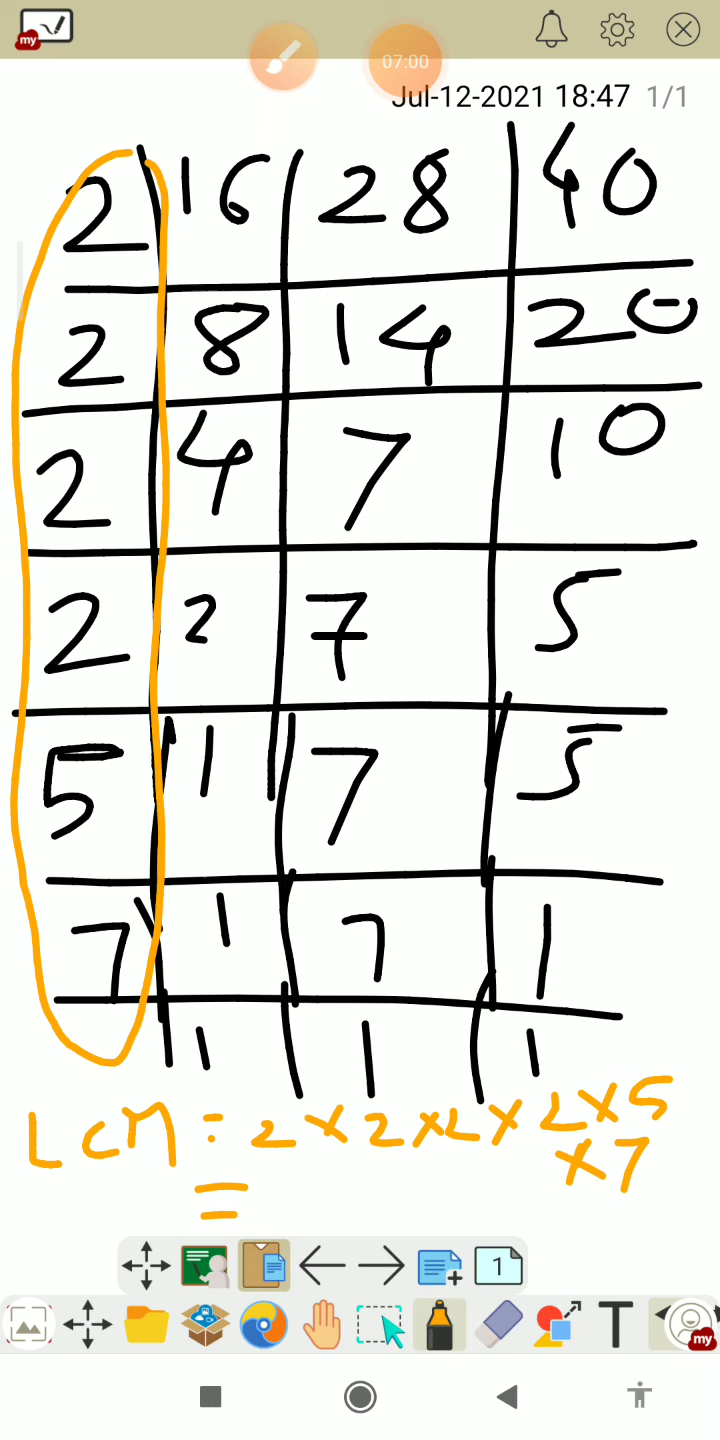 my
07:00
Jul-12-2021 18:47 1/1
2 16 28 40
2 8 14 20
2 4 7 10
2 2 7 5
5 1 7 5
7 1 7 1
1 1 1
LCM = 2 × 2 × 2 × 2 × 5
× 7
=
1
T
my